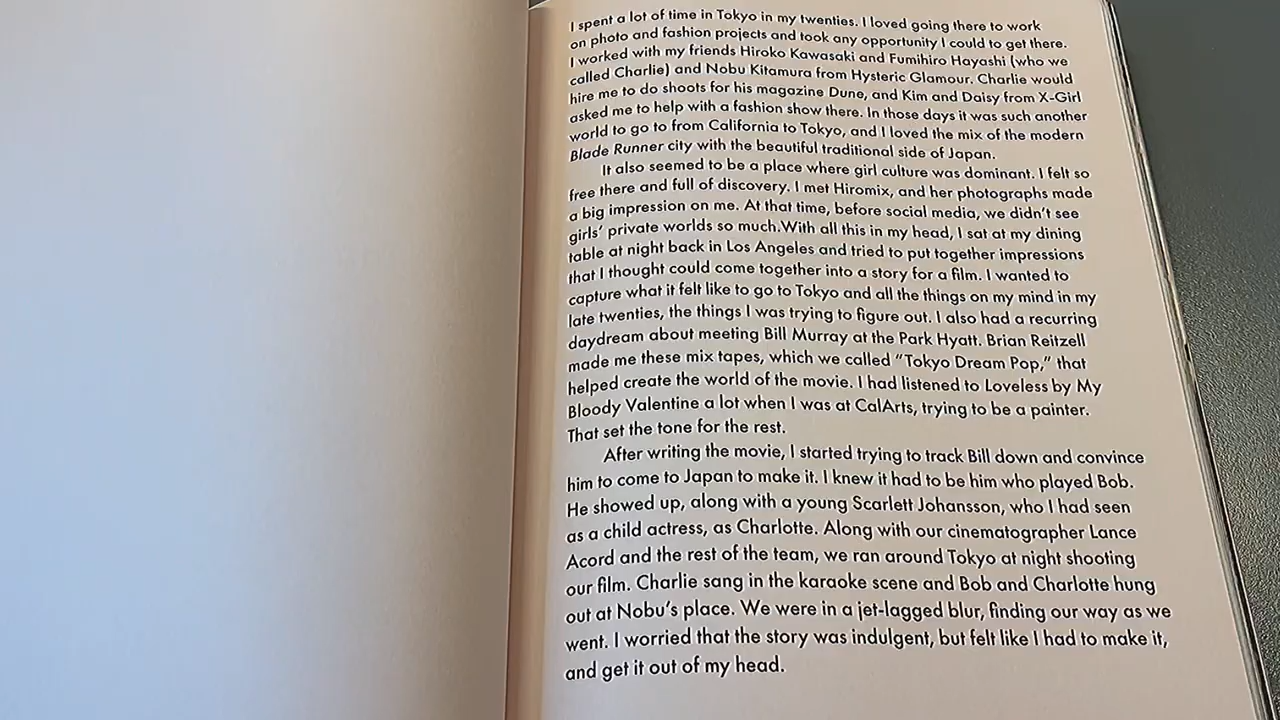 I spent a lot of time in Tokyo in my twenties. I loved going there to work
on photo and fashion projects and took any opportunity I could to get there.
I worked with my friends Hiroko Kawasaki and Fumihiro Hayashi (who we
called Charlie) and Nobu Kitamura from Hysteric Glamour. Charlie would
hire me to do shoots for his magazine Dune, and Kim and Daisy from X-Girl
asked me to help with a fashion show there. In those days it was such another
world to go to from California to Tokyo, and I loved the mix of the modern
Blade Runner city with the beautiful traditional side of Japan.
It also seemed to be a place where girl culture was dominant. I felt so
free there and full of discovery. I met Hiromix, and her photographs made
a big impression on me. At that time, before social media, we didn't see
girls' private worlds so much.With all this in my head, I sat at my dining
table at night back in Los Angeles and tried to put together impressions
that I thought could come together into a story for a film. I wanted to
capture what it felt like to go to Tokyo and all the things on my mind in my
late twenties, the things I was trying to figure out. I also had a recurring
daydream about meeting Bill Murray at the Park Hyatt. Brian Reitzell
made me these mix tapes, which we called "Tokyo Dream Pop," that
helped create the world of the movie. I had listened to Loveless by My
Bloody Valentine a lot when I was at CalArts, trying to be a painter.
That set the tone for the rest.
After writing the movie, I started trying to track Bill down and convince
him to come to Japan to make it. I knew it had to be him who played Bob.
He showed up, along with a young Scarlett Johansson, who I had seen
as a child actress, as Charlotte. Along with our cinematographer Lance
Acord and the rest of the team, we ran around Tokyo at night shooting
our film. Charlie sang in the karaoke scene and Bob and Charlotte hung
out at Nobu's place. We were in a jet-lagged blur, finding our way as we
went. I worried that the story was indulgent, but felt like I had to make it,
and get it out of my head.